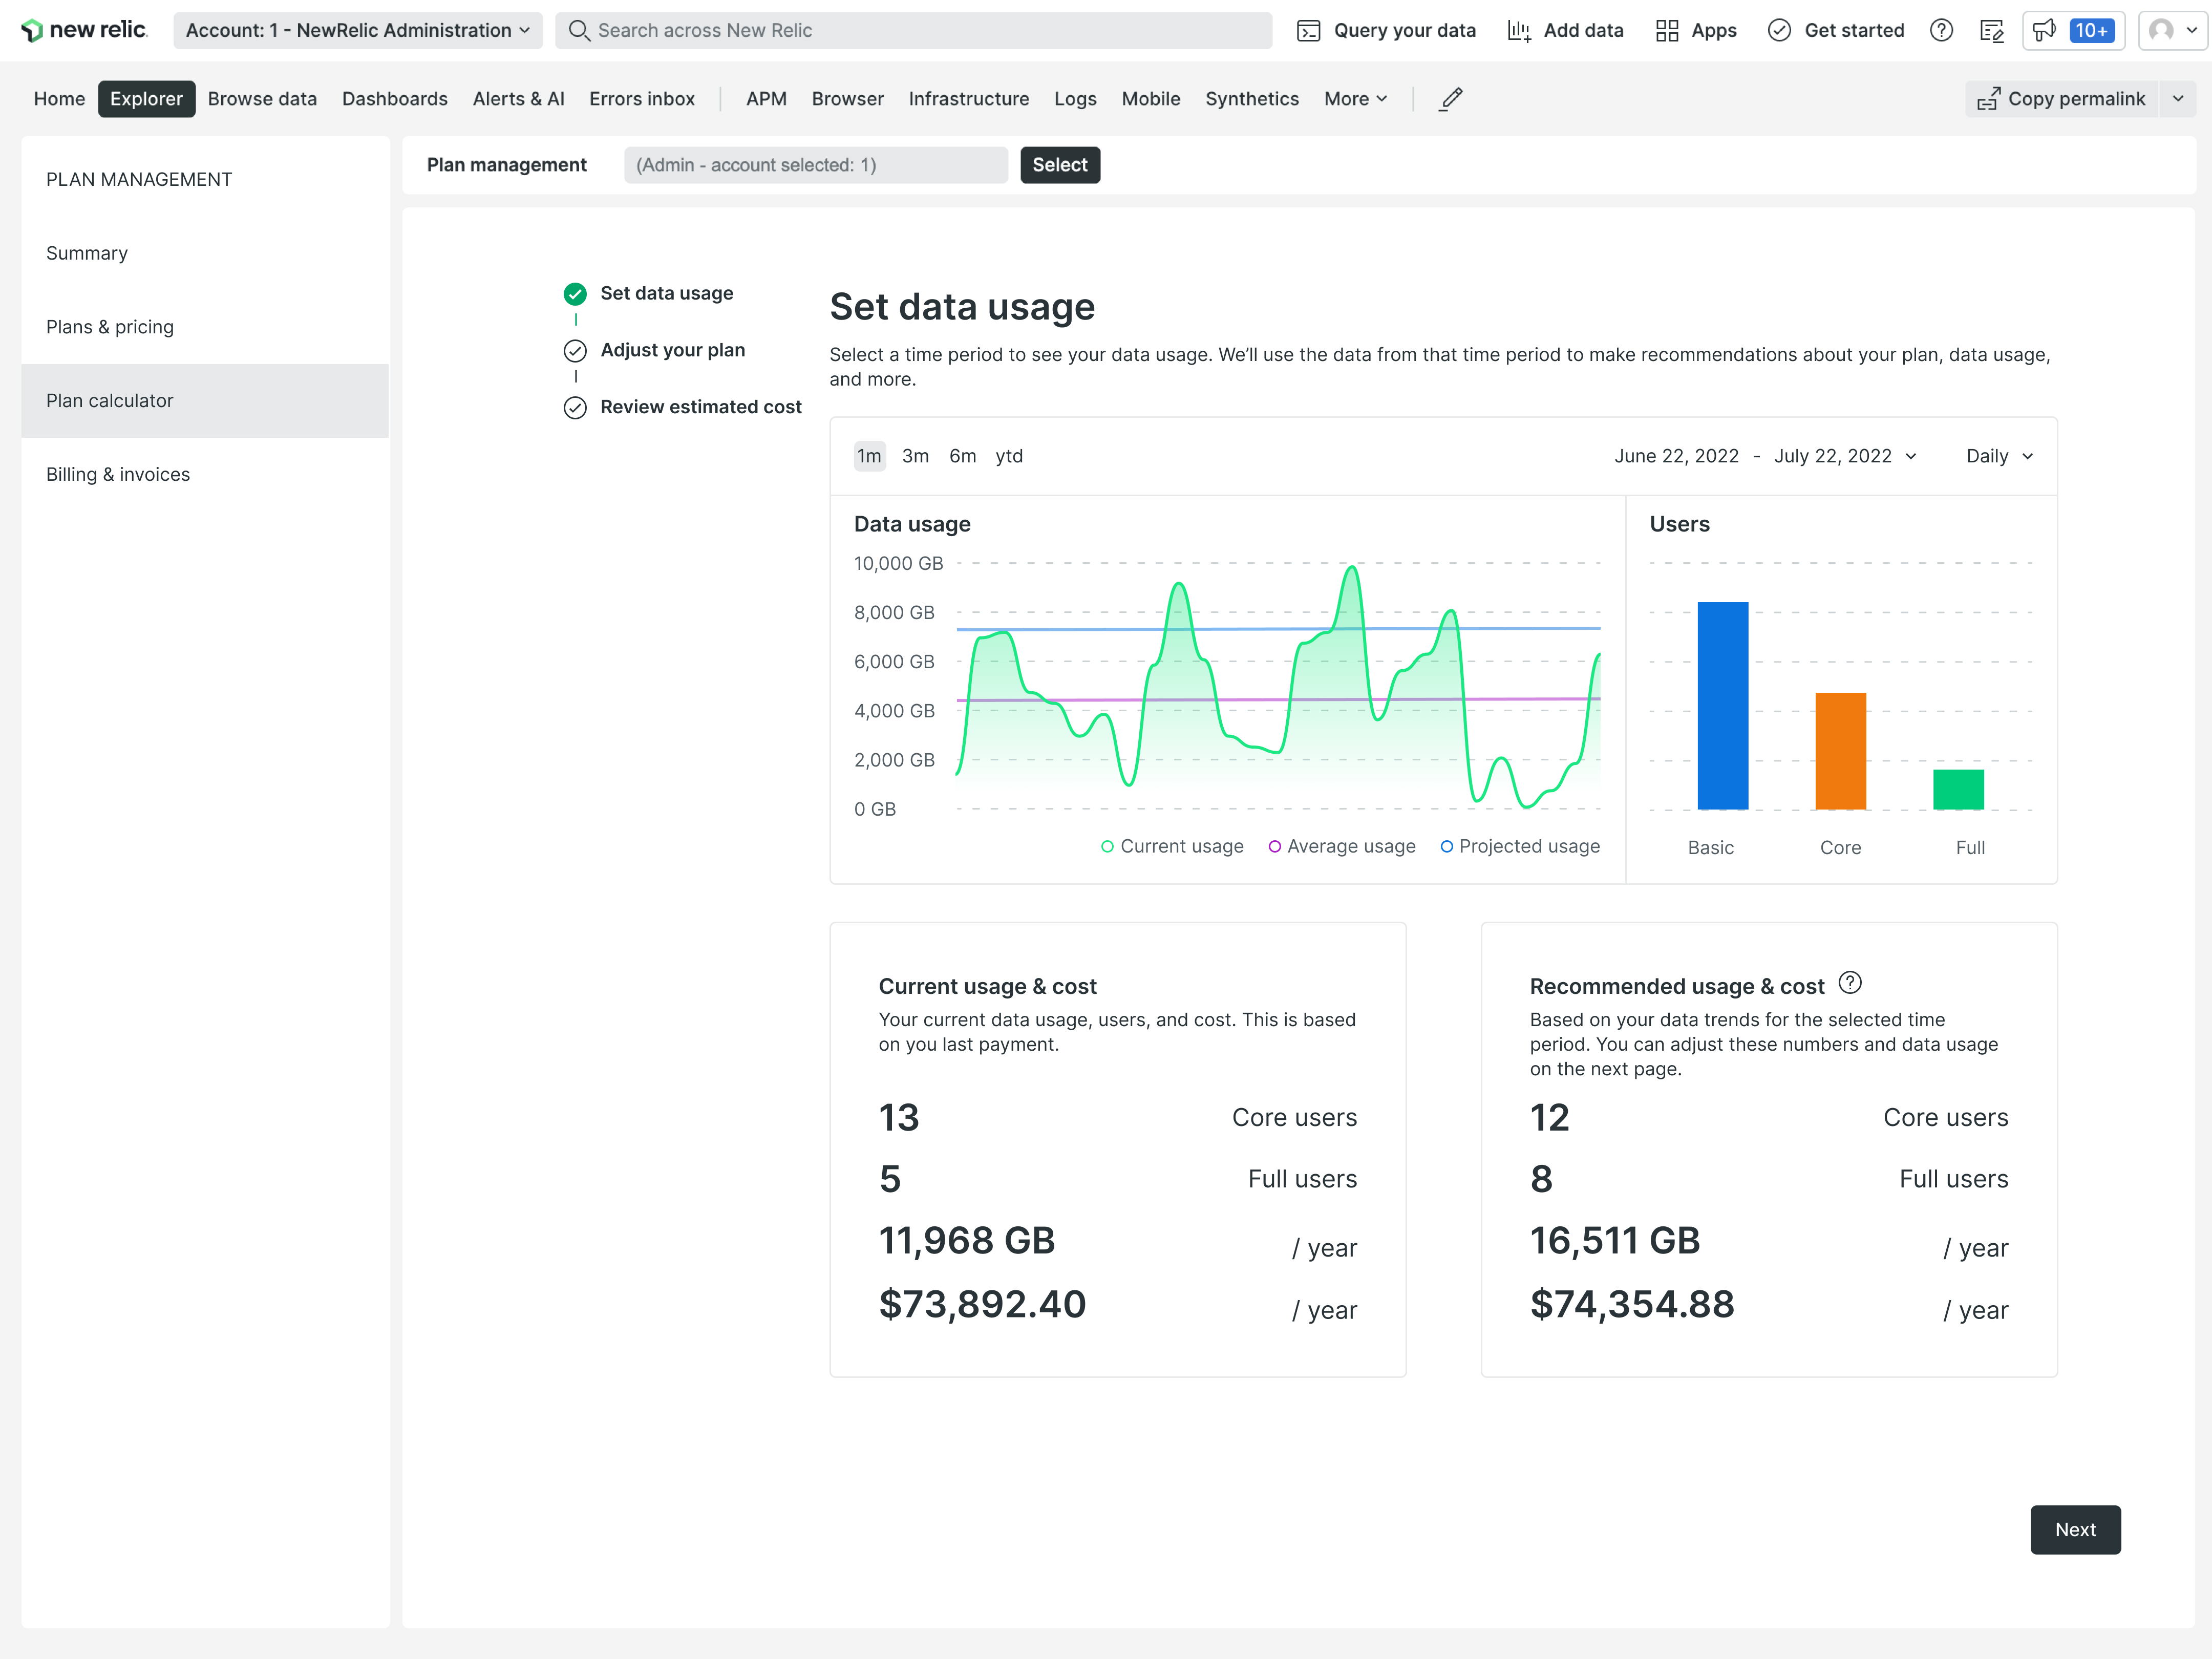 new relic.
Account: 1 - NewRelic Administration
Search across New Relic
Query your data
Add data
Apps
Get started
10+
Home
Explorer
Browse data
Dashboards
Alerts & AI
Errors inbox
APM
Browser
Infrastructure
Logs
Mobile
Synthetics
More
Copy permalink
PLAN MANAGEMENT
Summary
Plans & pricing
Plan calculator
Billing & invoices
Plan management
(Admin - account selected: 1)
Select
Set data usage
Adjust your plan
Review estimated cost
Set data usage
Select a time period to see your data usage. We’ll use the data from that time period to make recommendations about your plan, data usage,
and more.
1m 3m 6m ytd
June 22, 2022 - July 22, 2022
Daily
Data usage
10,000 GB
8,000 GB
6,000 GB
4,000 GB
2,000 GB
0 GB
Current usage
Average usage
Projected usage
Users
Basic
Core
Full
Current usage & cost
Your current data usage, users, and cost. This is based
on you last payment.
13 Core users
5 Full users
11,968 GB / year
$73,892.40 / year
Recommended usage & cost ?
Based on your data trends for the selected time
period. You can adjust these numbers and data usage
on the next page.
12 Core users
8 Full users
16,511 GB / year
$74,354.88 / year
Next